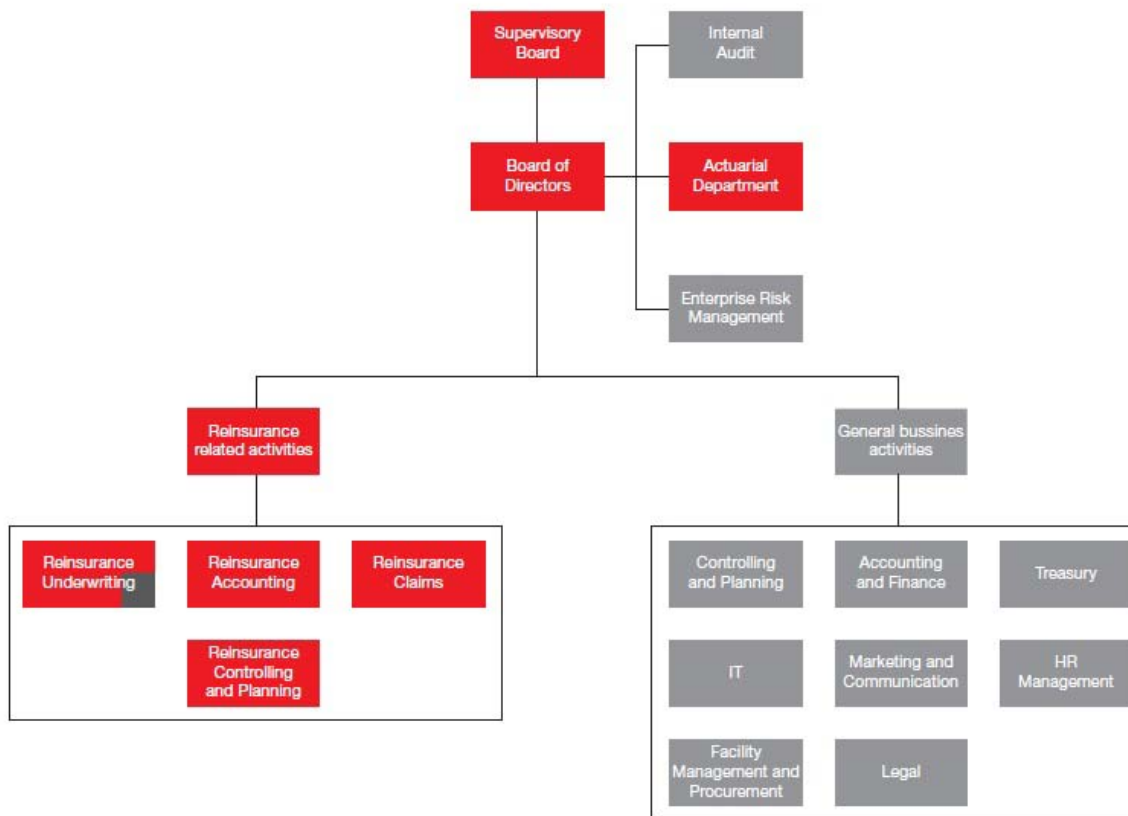 Supervisory
Board
Internal
Audit
Board of
Directors
Actuarial
Department
Enterprise Risk
Management
Reinsurance
related activities
General bussines
activities
Reinsurance
Underwriting
Reinsurance
Accounting
Reinsurance
Claims
Reinsurance
Controlling
and Planning
Controlling
and Planning
Accounting
and Finance
Treasury
IT
Marketing and
Communication
HR
Management
Facility
Management and
Procurement
Legal